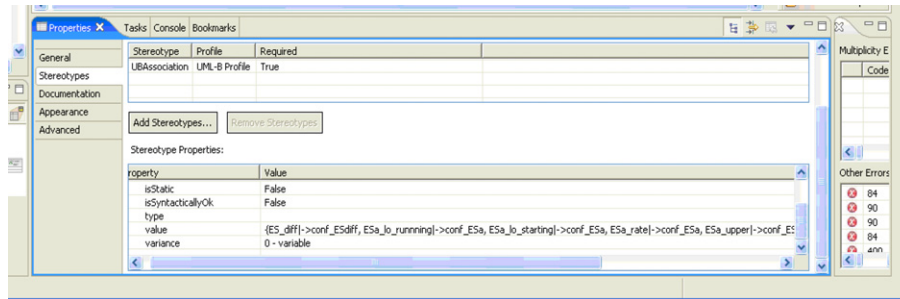 Properties Tasks Console Bookmarks
General
Stereotypes
Documentation
Appearance
Advanced
Stereotype Profile Required
UBAssociation UML-B Profile True
Add Stereotypes... Remove Stereotypes
Stereotype Properties:
roperty Value
isStatic False
isSyntacticallyOk False
type
value {ES_diff|->conf_ESdiff, ESa_lo_runnning|->conf_ESa, ESa_lo_starting|->conf_ESa, ESa_rate|->conf_ESa, ESa_upper|->conf_ES
variance 0 - variable
Multiplicity E
Code
Other Errors
84
90
90
84
400